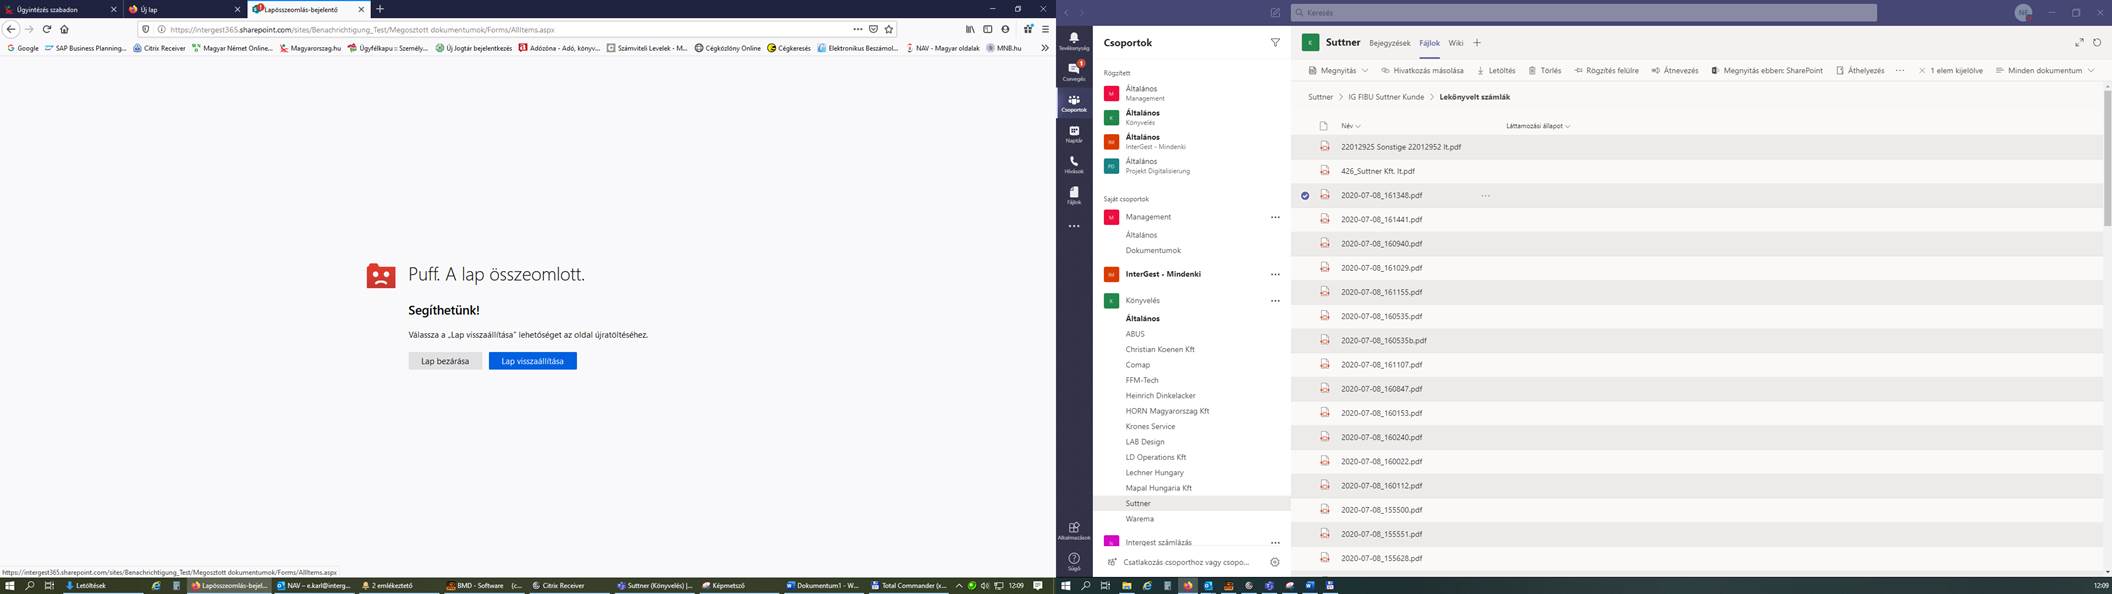 Ügyintézés szabadon
Új lap
Lapösszeomlás-bejelentő
https://intergest365.sharepoint.com/sites/Benachrichtigung_Test/Megosztott dokumentumok/Forms/AllItems.aspx
Google
SAP Business Planning...
Citrix Receiver
Magyar Német Online...
Magyarorszag.hu
Ügyfélkapu :: Személy...
Új Jogtár bejelentkezés
Adózóna - Adó, könyv...
Számviteli Levelek - M...
Cégközlöny Online
Cégkeresés
Elektronikus Beszámol...
NAV - Magyar oldalak
MNB.hu
Puff. A lap összeomlott.
Segíthetünk!
Válassza a „Lap visszaállítása” lehetőséget az oldal újratöltéséhez.
Lap bezárása
Lap visszaállítása
https://intergest365.sharepoint.com/sites/Benachrichtigung_Test/Megosztott dokumentumok/Forms/AllItems.aspx
Letöltések
Lapösszeomlás-bejel...
NAV – e.karl@interg...
2 emlékeztető
BMD - Software (c...
Citrix Receiver
Suttner (Könyvelés) |...
Képmetsző
Dokumentum1 - W...
Total Commander (x...
12:09
Keresés
Tevékenység
Csevegés
1
Csoportok
Naptár
Hívások
Fájlok
Alkalmazások
Súgó
Csoportok
Rögzített
Általános
Management
Általános
Könyvelés
Általános
InterGest - Mindenki
Általános
Projekt Digitalisierung
Saját csoportok
Management
Általános
Dokumentumok
InterGest - Mindenki
Könyvelés
Általános
ABUS
Christian Koenen Kft
Comap
FFM-Tech
Heinrich Dinkelacker
HORN Magyarorszag Kft
Krones Service
LAB Design
LD Operations Kft
Lechner Hungary
Mapal Hungaria Kft
Suttner
Warema
Intergest számlázás
Csatlakozás csoporthoz vagy csopo...
Suttner
Bejegyzések
Fájlok
Wiki
Megnyitás
Hivatkozás másolása
Letöltés
Törlés
Rögzítés felülre
Átnevezés
Megnyitás ebben: SharePoint
Áthelyezés
1 elem kijelölve
Minden dokumentum
Suttner > IG FIBU Suttner Kunde > Lekönyvelt számlák
Név
Láttamozási állapot
22012925 Sonstige 22012952 It.pdf
426_Suttner Kft. It.pdf
2020-07-08_161348.pdf
2020-07-08_161441.pdf
2020-07-08_160940.pdf
2020-07-08_161029.pdf
2020-07-08_161155.pdf
2020-07-08_160535.pdf
2020-07-08_160535b.pdf
2020-07-08_161107.pdf
2020-07-08_160847.pdf
2020-07-08_160153.pdf
2020-07-08_160240.pdf
2020-07-08_160022.pdf
2020-07-08_160112.pdf
2020-07-08_155500.pdf
2020-07-08_155551.pdf
2020-07-08_155628.pdf
12:09